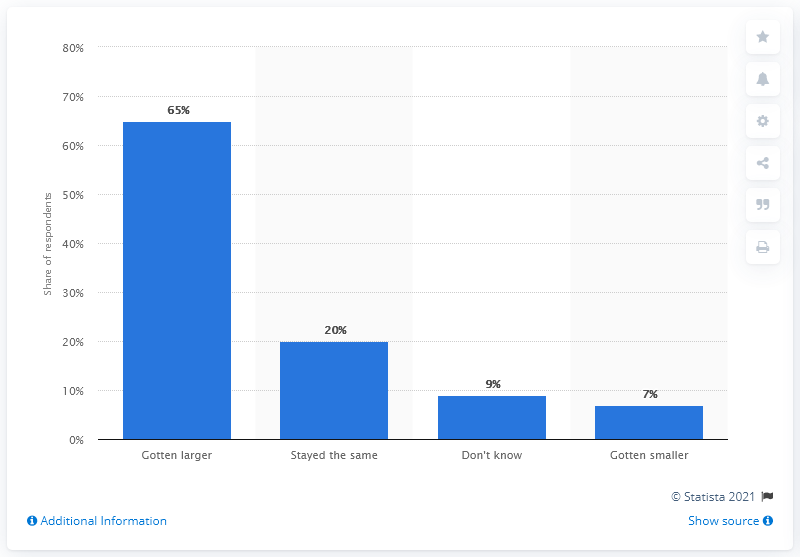 80%
70%
60%
50%
40%
30%
20%
10%
0%
Share of respondents
65%
20%
9%
7%
Gotten larger
Stayed the same
Don't know
Gotten smaller
© Statista 2021
Additional Information
Show source